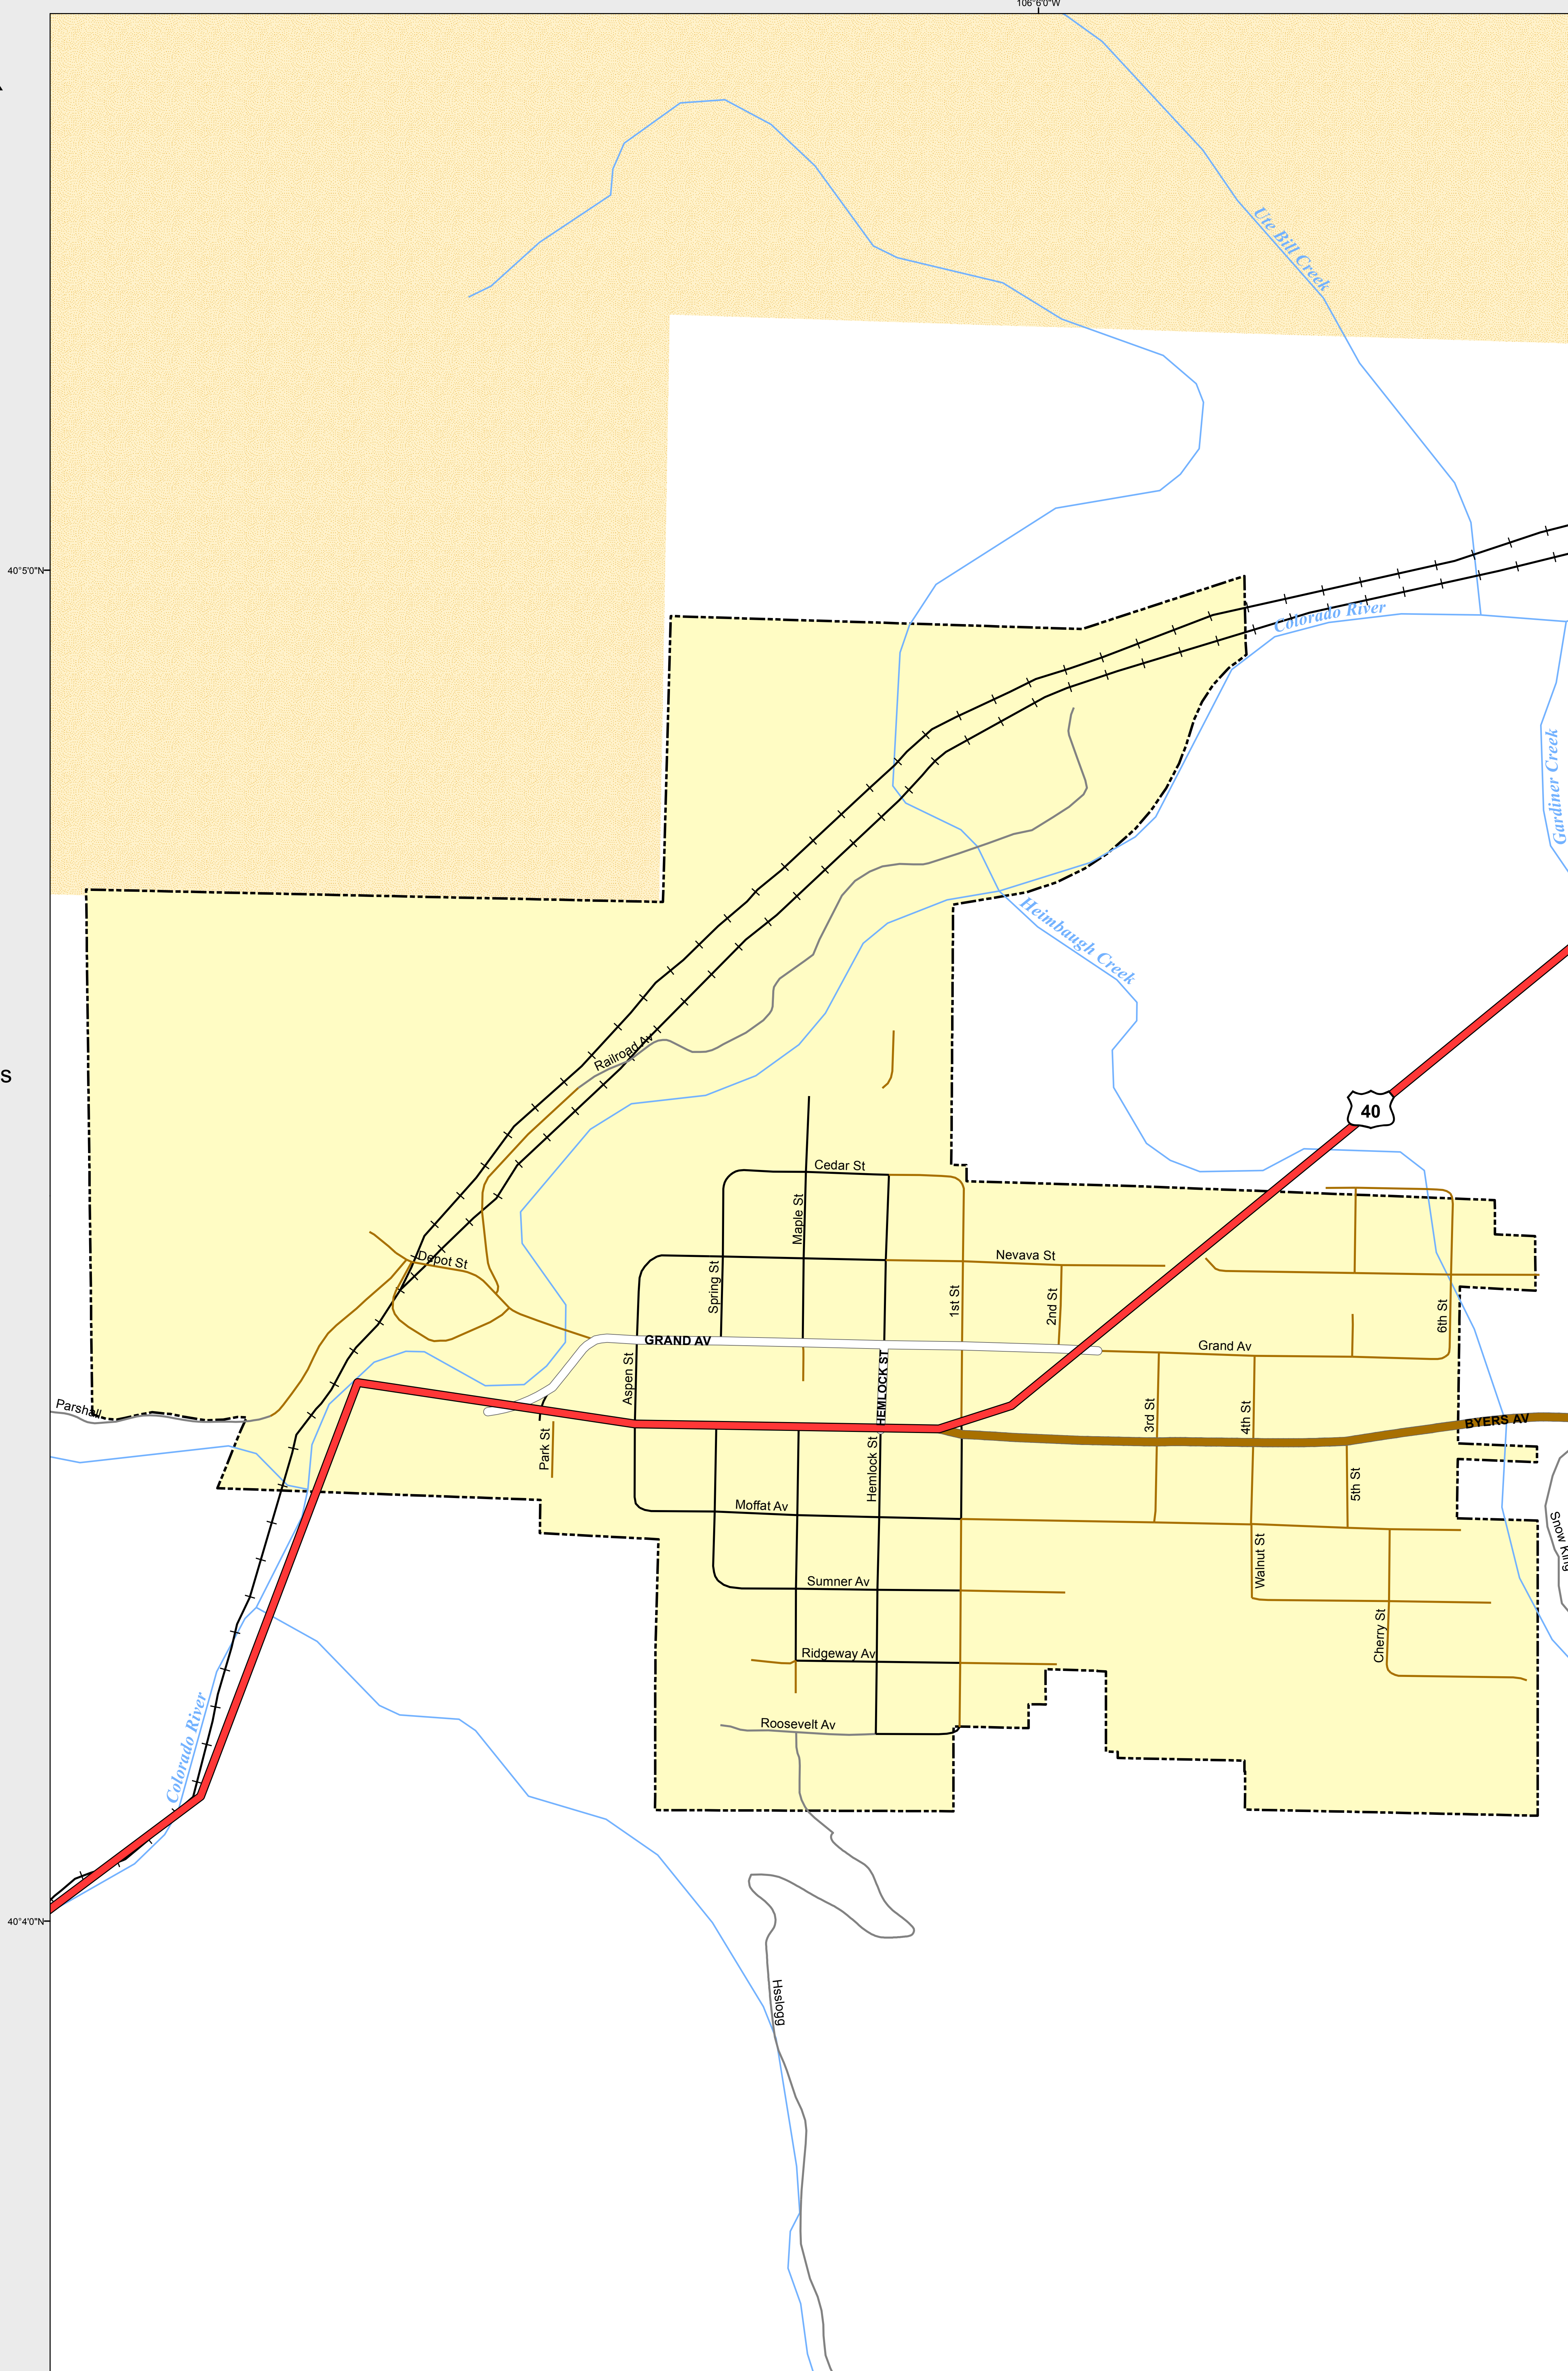 106°6'0"W
Ute Bill Creek
40°5'0"N
Colorado River
Gardiner Creek
Heimbaugh Creek
Railroad Av
S
40
Cedar St
Maple St
Depot St
Nevava St
Spring St
1st St
2nd St
6th St
GRAND AV
Grand Av
Aspen St
HEMLOCK ST
Parshall
3rd St
4th St
BYERS AV
Park St
Hemlock St
5th St
Moffat Av
Snow King
Walnut St
Sumner Av
Cherry St
Ridgeway Av
Colorado River
Roosevelt Av
40°4'0"N
Hsslogg